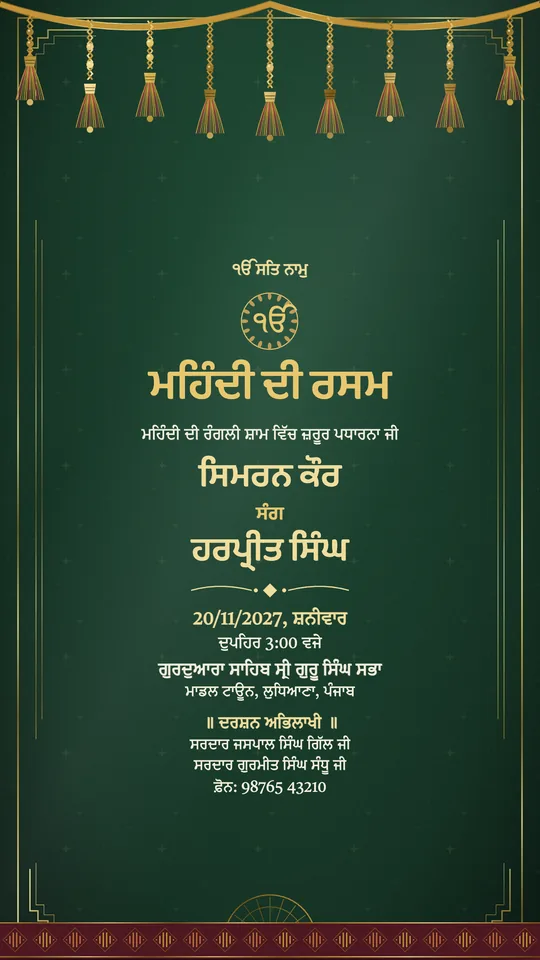 ੴ ਸਤਿ ਨਾਮੁ
ੴ
ਮਹਿੰਦੀ ਦੀ ਰਸਮ
ਮਹਿੰਦੀ ਦੀ ਰੰਗਲੀ ਸ਼ਾਮ ਵਿੱਚ ਜ਼ਰੂਰ ਪਧਾਰਨਾ ਜੀ
ਸਿਮਰਨ ਕੌਰ
ਸੰਗ
ਹਰਪ੍ਰੀਤ ਸਿੰਘ
20/11/2027, ਸ਼ਨੀਵਾਰ
ਦੁਪਹਿਰ 3:00 ਵਜੇ
ਗੁਰਦੁਆਰਾ ਸਾਹਿਬ ਸ੍ਰੀ ਗੁਰੂ ਸਿੰਘ ਸਭਾ
ਮਾਡਲ ਟਾਊਨ, ਲੁਧਿਆਣਾ, ਪੰਜਾਬ
॥ ਦਰਸ਼ਨ ਅਭਿਲਾਖੀ ॥
ਸਰਦਾਰ ਜਸਪਾਲ ਸਿੰਘ ਗਿੱਲ ਜੀ
ਸਰਦਾਰ ਗੁਰਮੀਤ ਸਿੰਘ ਸੰਧੂ ਜੀ
ਫ਼ੋਨ: 98765 43210